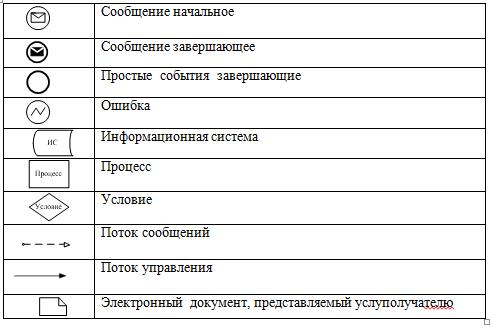 Сообщение начальное
Сообщение завершающее
Простые события завершающие
Ошибка
ИС
Информационная система
Процесс
Процесс
Условие
Условие
Поток сообщений
Поток управления
Электронный документ, представляемый услуполучателю